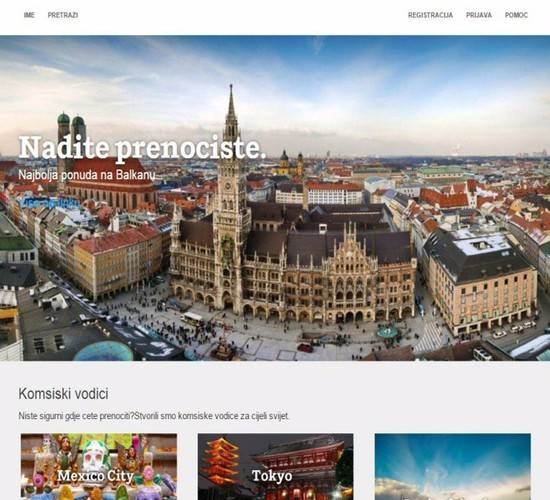 IME PRETRAZI REGISTRACIJA PRIJAVA POMOC
Nadite prenociste.
Najbolja ponuda na Balkanu
Komsiski vodici
Niste sigurni gdje cete prenociti?Stvorili smo komsiske vodice za cijeli svijet.
Mexico City Tokyo